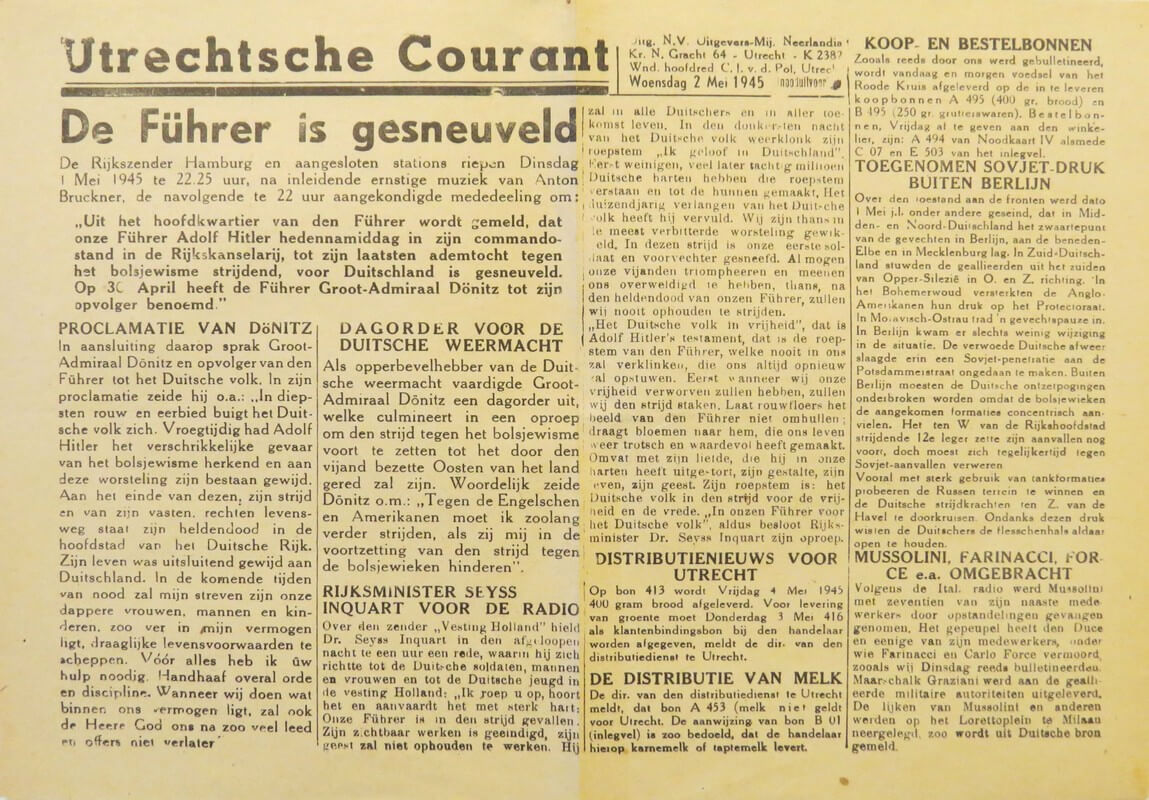 Utrechtsche Courant
Uitg. N.V. Uitgevers-Mij. Neerlandia
Kr. N. Gracht 64 - Utrecht - K 2387
Wnd. hoofdred C. I. v. d. Pol, Utrec
Woensdag 2 Mei 1945
De Führer is gesneuveld
De Rijkszender Hamburg en aangesloten stations riepen Dinsdag
1 Mei 1945 te 22.25 uur, na inleidende ernstige muziek van Anton
Bruckner, de navolgende te 22 uur aangekondigde mededeeling om:
„Uit het hoofdkwartier van den Führer wordt gemeld, dat
onze Führer Adolf Hitler hedennamiddag in zijn commando-
stand in de Rijkskanselarij, tot zijn laatsten ademtocht tegen
het bolsjewisme strijdend, voor Duitschland is gesneuveld.
Op 30 April heeft de Führer Groot-Admiraal Dönitz tot zijn
opvolger benoemd."
PROCLAMATIE VAN DöNITZ
In aansluiting daarop sprak Groot-
Admiraal Dönitz en opvolger van den
Führer tot het Duitsche volk. In zijn
proclamatie zeide hij o.a.: „In diep-
sten rouw en eerbied buigt het Duit-
sche volk zich. Vroegtijdig had Adolf
Hitler het verschrikkelijke gevaar
van het bolsjewisme herkend en aan
deze worsteling zijn bestaan gewijd.
Aan het einde van dezen, zijn strijd
en van zijn vasten, rechten levens-
weg staat zijn heldendood in de
hoofdstad van het Duitsche Rijk.
Zijn leven was uitsluitend gewijd aan
Duitschland. In de komende tijden
van nood zal mijn streven zijn onze
dappere vrouwen, mannen en kin-
deren, zoo ver in mijn vermogen
ligt, draaglijke levensvoorwaarden te
scheppen. Vóór alles heb ik úw
hulp noodig. Handhaaf overal orde
en discipline. Wanneer wij doen wat
binnen ons vermogen ligt, zal ook
de Heere God ons na zoo veel leed
en offers niet verlaten
DAGORDER VOOR DE
DUITSCHE WEERMACHT
Als opperbevelhebber van de Duit-
sche weermacht vaardigde Groot-
Admiraal Dönitz een dagorder uit,
welke culmineert in een oproep
om den strijd tegen het bolsjewisme
voort te zetten tot het door den
vijand bezette Oosten van het land
gered zal zijn. Woordelijk zeide
Dönitz o.m.: „Tegen de Engelschen
en Amerikanen moet ik zoolang
verder strijden, als zij mij in de
voortzetting van den strijd tegen
de bolsjewieken hinderen".
RIJKSMINISTER SEYSS
INQUART VOOR DE RADIO
Over den zender „Vesting Holland" hield
Dr. Seyss Inquart in den afgeloopen
nacht te een uur een rede, waarin hij zich
richtte tot de Duitsche soldaten, mannen
en vrouwen en tot de Duitsche jeugd in
de vesting Holland: „Ik roep u op, hoort
het en aanvaardt het met sterk hart:
Onze Führer is in den strijd gevallen.
Zijn zichtbaar werken is geeindigd, zijn
geest zal niet ophouden te werken. Hij
zal in alle Duitschers en in aller toe-
komst leven. In den donkersten nacht
van het Duitsche volk weerklonk zijn
roepstem „Ik geloof in Duitschland".
Eerst weinigen, veel later tachtig millioen
Duitsche harten hebben die roepstem
verstaan en tot de hunnen gemaakt. Het
duizendjarig verlangen van het Duitsche
volk heeft hij vervuld. Wij zijn thans in
de meest verbitterde worsteling gewik-
eld, In dezen strijd is onze eerste sol-
daat en voorvechter gesneefd. Al mogen
onze vijanden triompheeren en meenen
ons overweldigd te hebben, thans, na
den heldendood van onzen Führer, zullen
wij nooit ophouden te strijden.
„Het Duitsche volk in vrijheid", dat is
Adolf Hitler's testament, dat is de roep-
stem van den Führer, welke nooit in ons
zal verklinken, die ons altijd opnieuw
zal opstuwen. Eerst wanneer wij onze
vrijheid verworven zullen hebben, zullen
wij den strijd staken. Laat rouwfloers het
beeld van den Führer niet omhullen;
draagt bloemen naar hem, die ons leven
weer trotsch en waardevol heeft gemaakt.
Omvat met zijn liefde, die hij in onze
harten heeft uitgestort, zijn gestalte, zijn
leven, zijn geest. Zijn roepstem is: het
Duitsche volk in den strijd voor de vrij-
heid en de vrede. „In onzen Führer voor
het Duitsche volk", aldus besloot Rijks-
minister Dr. Seyss Inquart zijn oproep.
DISTRIBUTIENIEUWS VOOR
UTRECHT
Op bon 413 wordt Vrijdag 4 Mei 1945
400 gram brood afgeleverd. Voor levering
van groente moet Donderdag 3 Mei 416
als klantenbindingsbon bij den handelaar
worden afgegeven, meldt de dir. van den
distributiedienst te Utrecht.
DE DISTRIBUTIE VAN MELK
De dir. van den distributiedienst te Utrecht
meldt, dat bon A 453 (melk niet geldt
voor Utrecht. De aanwijzing van bon B 01
(inlegvel) is zoo bedoeld, dat de handelaar
hierop karnemelk of taptemelk levert.
KOOP- EN BESTELBONNEN
Zooals reeds door ons werd gebulletineerd,
wordt vandaag en morgen voedsel van het
Roode Kruis afgeleverd op de in te leveren
koopbonnen A 495 (400 gr. brood) en
B 495 (250 gr. grutterswaren). Bestelbon-
nen, Vrijdag af te geven aan den winke-
lier, zijn: A 494 van Noodkaart IV alsmede
C 07 en E 503 van het inlegvel.
TOEGENOMEN SOVJET-DRUK
BUITEN BERLIJN
Over den toestand aan de fronten werd dato
1 Mei j.l. onder andere geseind, dat in Mid-
den- en Noord-Duitschland het zwaartepunt
van de gevechten in Berlijn, aan de beneden-
Elbe en in Mecklenburg lag. In Zuid-Duitsch-
land stuwden de geallieerden uit het zuiden
van Opper-Silezië in O. en Z. richting. In
het Bohemerwoud versterkten de Anglo-
Amerikanen hun druk op het Protectoraat.
In Moravisch-Ostrau trad 'n gevechtspauze in.
In Berlijn kwam er slechts weinig wijziging
in de situatie. De verwoede Duitsche afweer
slaagde erin een Sovjet-penetratie aan de
Potsdammerstraat ongedaan te maken. Buiten
Berlijn moesten de Duitsche ontzetpogingen
onderbroken worden omdat de bolsjewieken
de aangekomen formaties concentrisch aan-
vielen. Het ten W van de Rijkshoofdstad
strijdende 12e leger zette zijn aanvallen nog
voort, doch moest zich tegelijkertijd tegen
Sovjet-aanvallen verweren
Vooral met sterk gebruik van tankformaties
probeeren de Russen terrein te winnen en
de Duitsche strijdkrachten ten Z. van de
Havel te doorkruisen. Ondanks dezen druk
wisten de Duitschers de flesschenhals aldaar
open te houden.
MUSSOLINI, FARINACCI, FOR-
CE e.a. OMGEBRACHT
Volgens de Ital. radio werd Mussolini
met zeventien van zijn naaste mede
werkers door opstandelingen gevangen
genomen. Het gepeupel heeft den Duce
en eenige van zijn medewerkers, onder
wie Farinacci en Carlo Force vermoord,
zooals wij Dinsdag reeds bulletineerden.
Maarschalk Graziani werd aan de geall-
eerde militaire autoriteiten uitgeleverd.
De lijken van Mussolini en anderen
werden op het Lorettoplein te Milaan
neergelegd, zoo wordt uit Duitsche bron
gemeld.